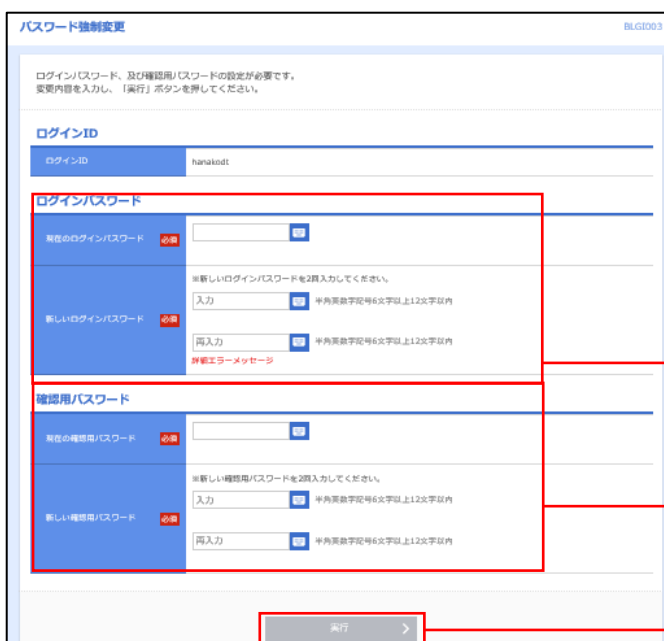 パスワード強制変更
BLGI003
ログインパスワード、及び確認用パスワードの設定が必要です。
変更内容を入力し、「実行」ボタンを押してください。
ログインID
ログインID
hanakodt
ログインパスワード
現在のログインパスワード 必須
※新しいログインパスワードを2回入力してください。
新しいログインパスワード 必須
入力 半角英数字記号6文字以上12文字以内
再入力 半角英数字記号6文字以上12文字以内
詳細エラーメッセージ
確認用パスワード
現在の確認用パスワード 必須
※新しい確認用パスワードを2回入力してください。
新しい確認用パスワード 必須
入力 半角英数字記号6文字以上12文字以内
再入力 半角英数字記号6文字以上12文字以内
実行